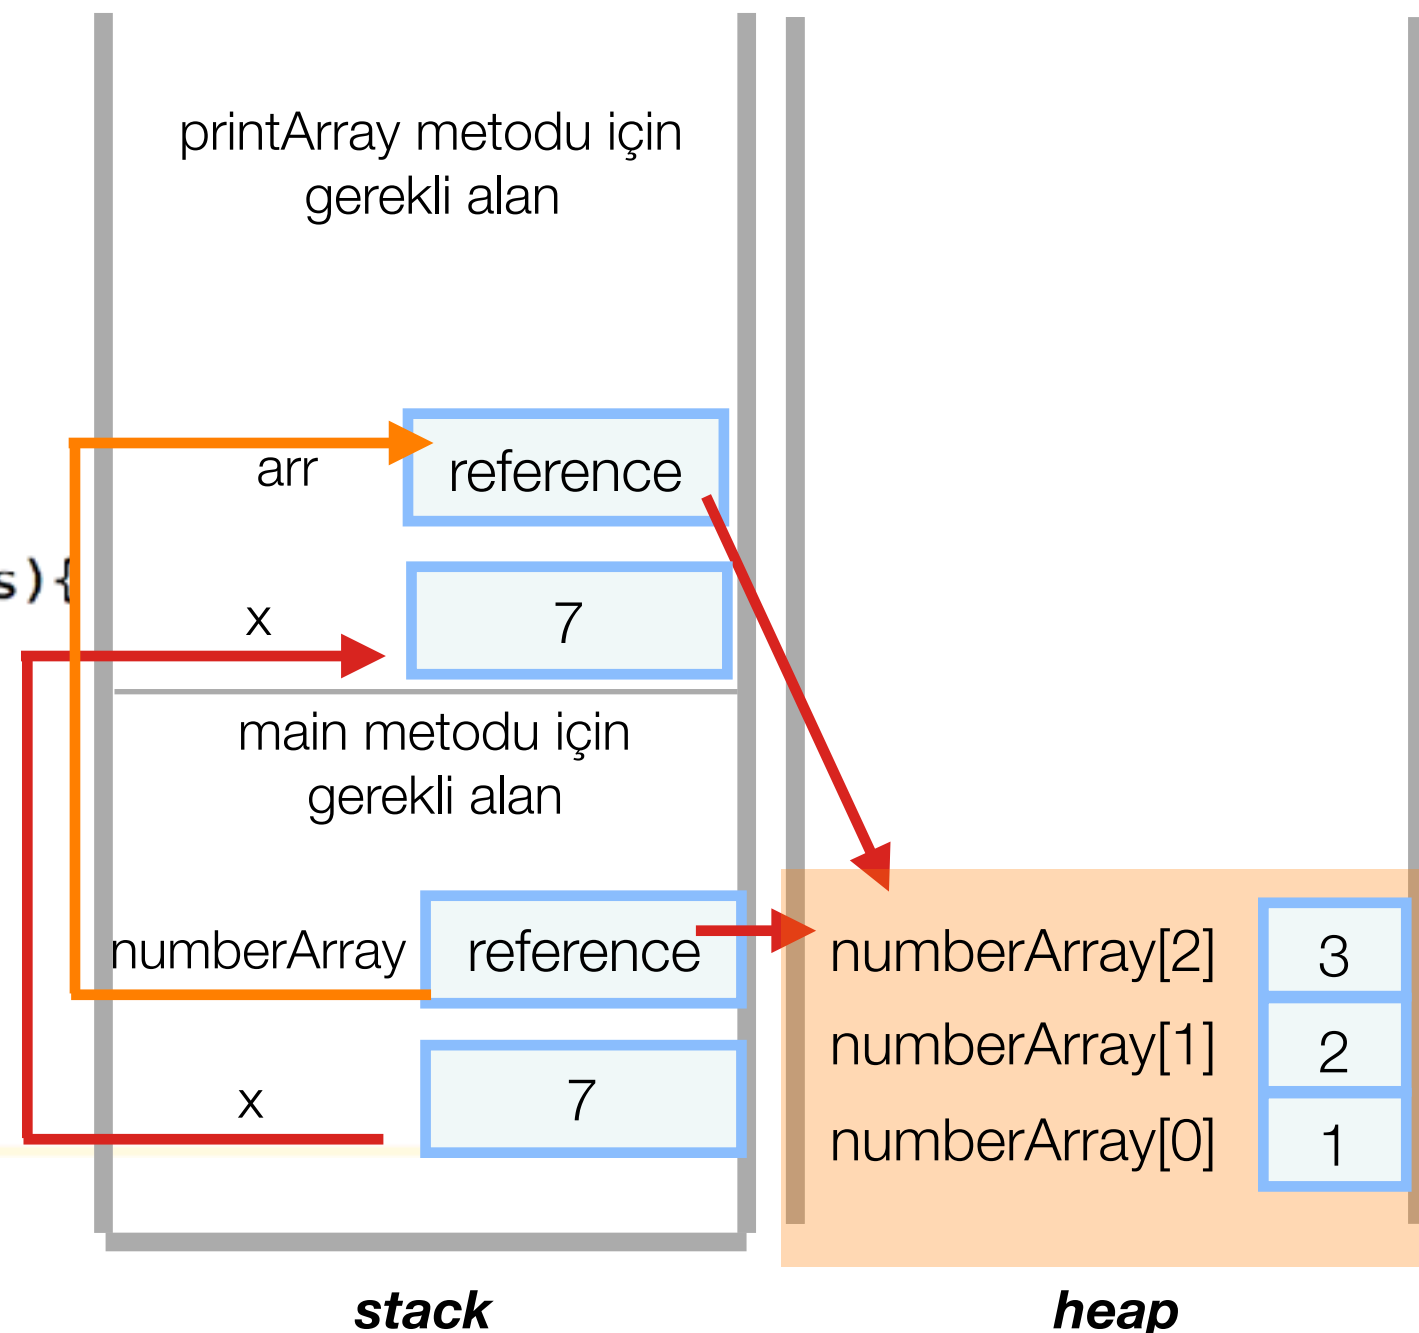 printArray metodu için
gerekli alan
arr
reference
s){
x
7
main metodu için
gerekli alan
numberArray
reference
x
7
numberArray[2]
3
numberArray[1]
2
numberArray[0]
1
stack
heap